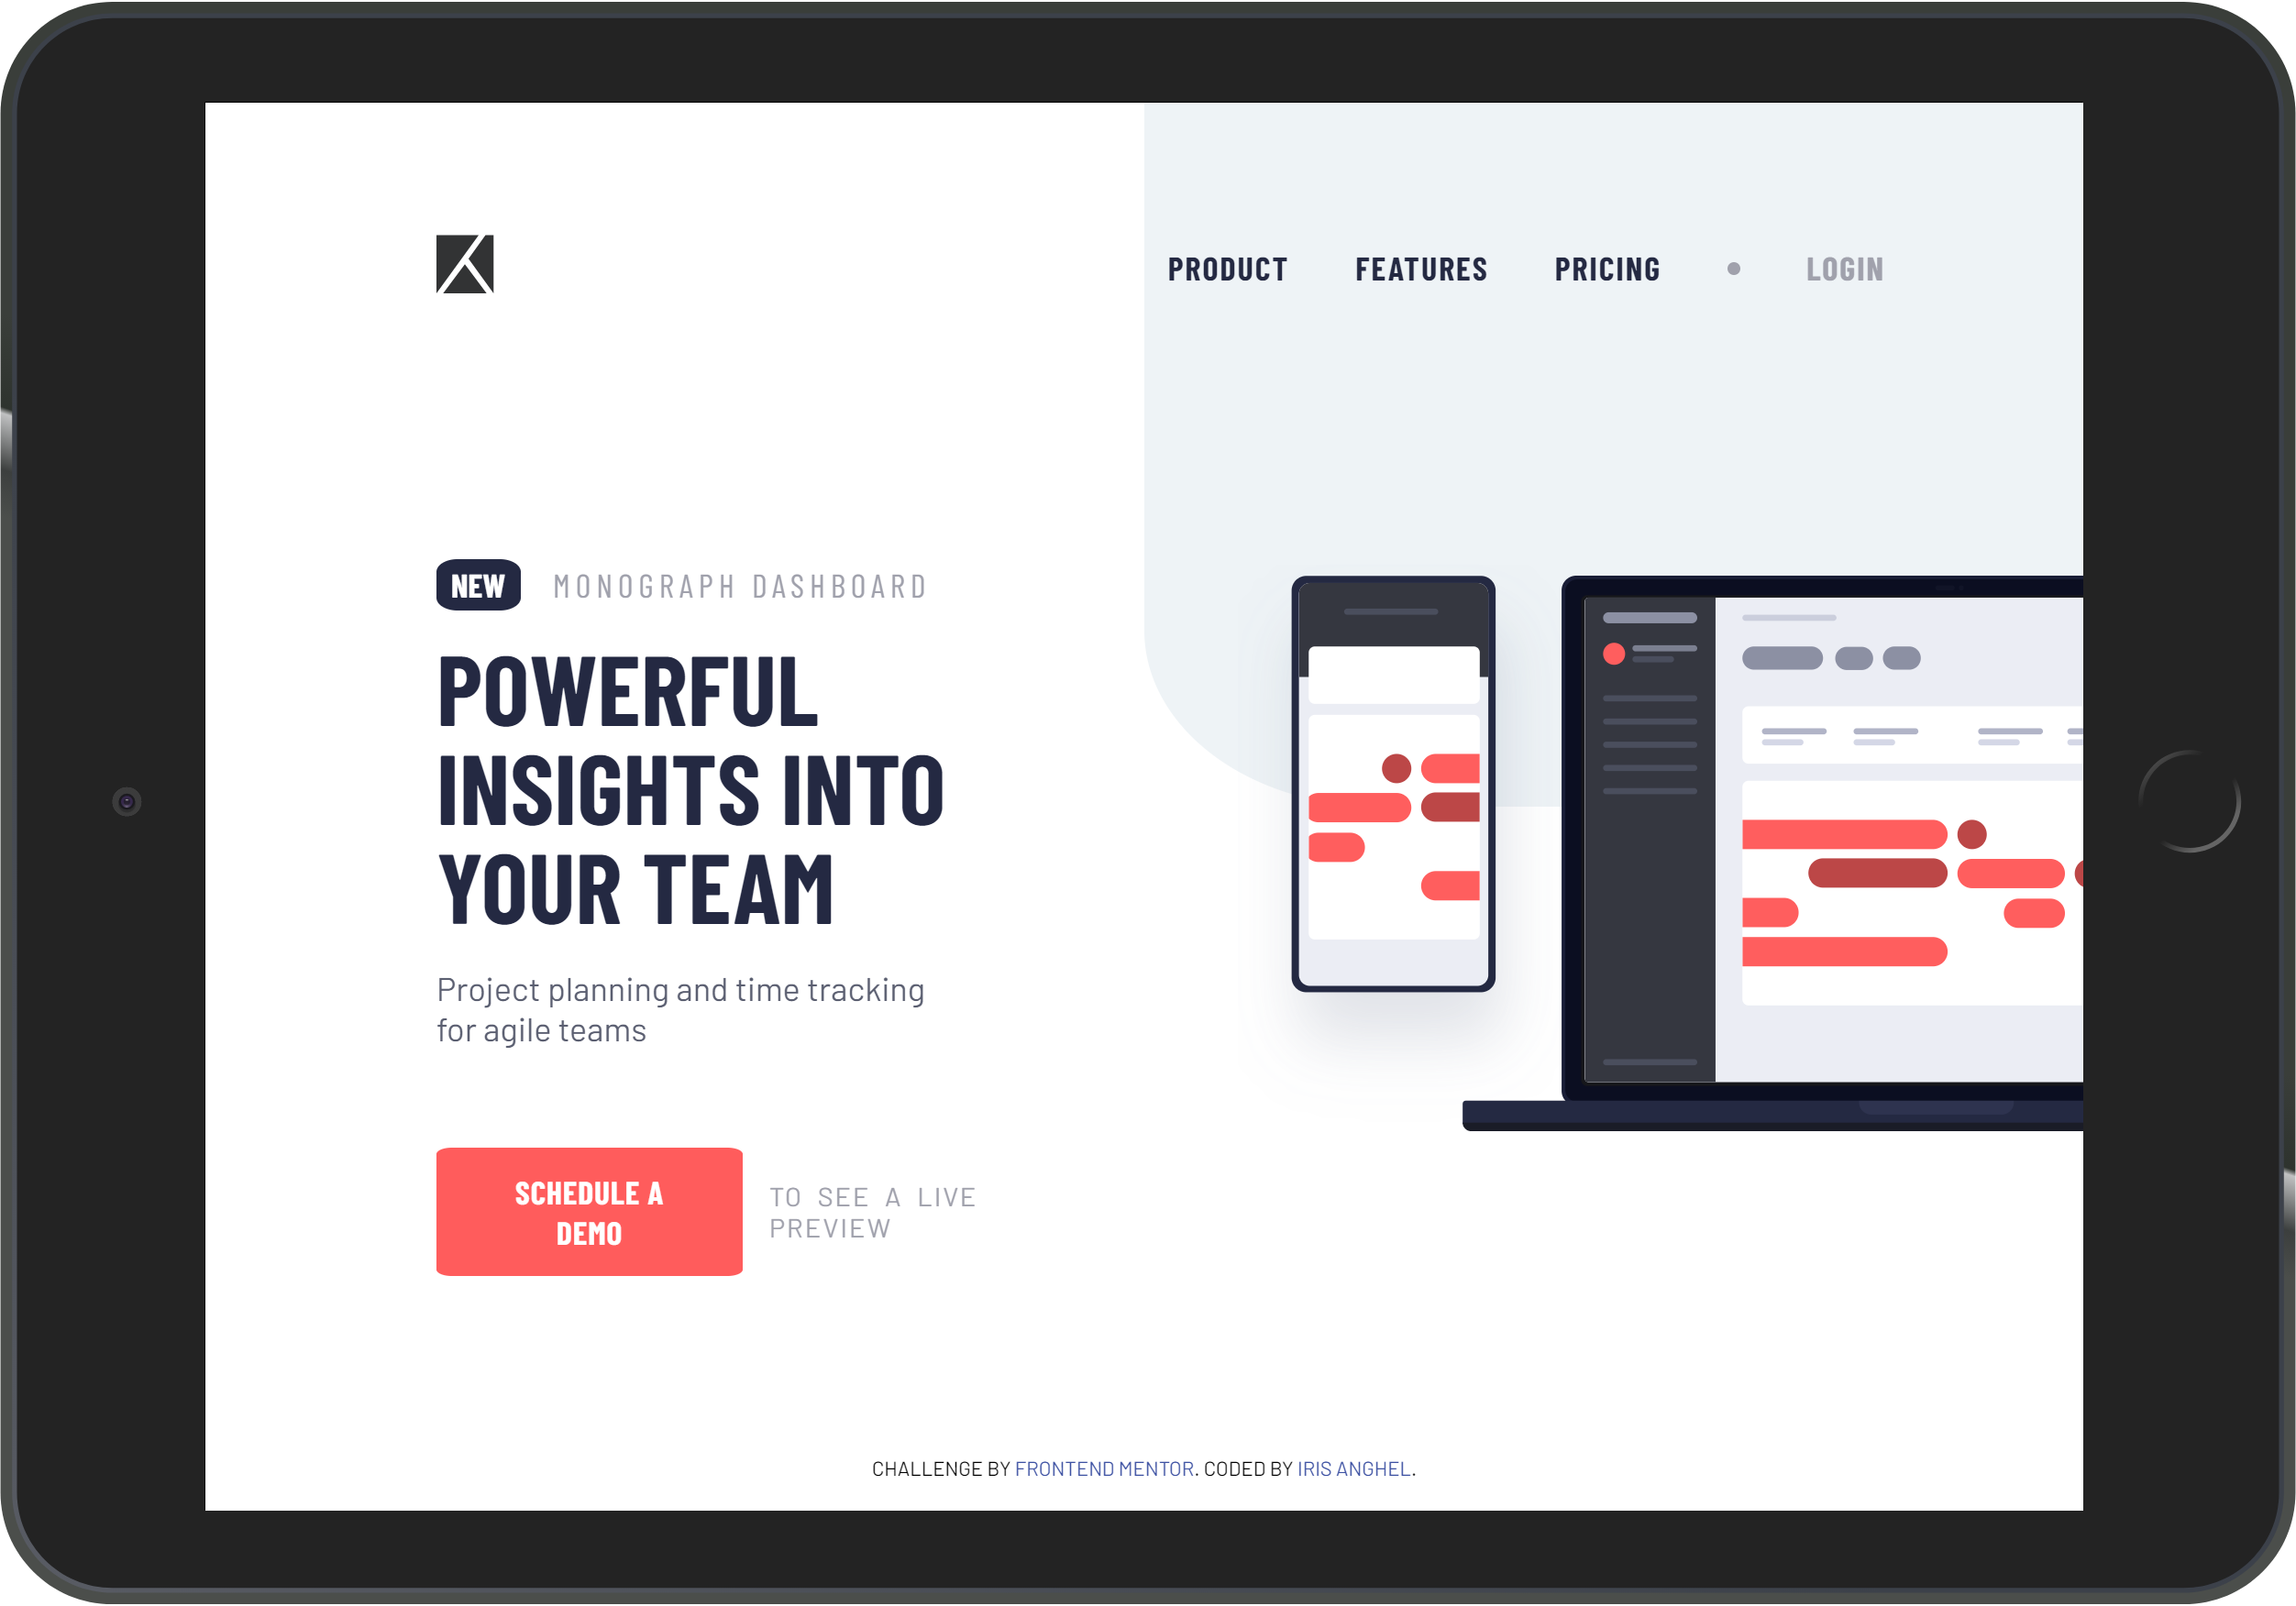 PRODUCT FEATURES PRICING LOGIN
NEW MONOGRAPH DASHBOARD
POWERFUL
INSIGHTS INTO
YOUR TEAM
Project planning and time tracking
for agile teams
SCHEDULE A
DEMO
TO SEE A LIVE
PREVIEW
CHALLENGE BY FRONTEND MENTOR. CODED BY IRIS ANGHEL.